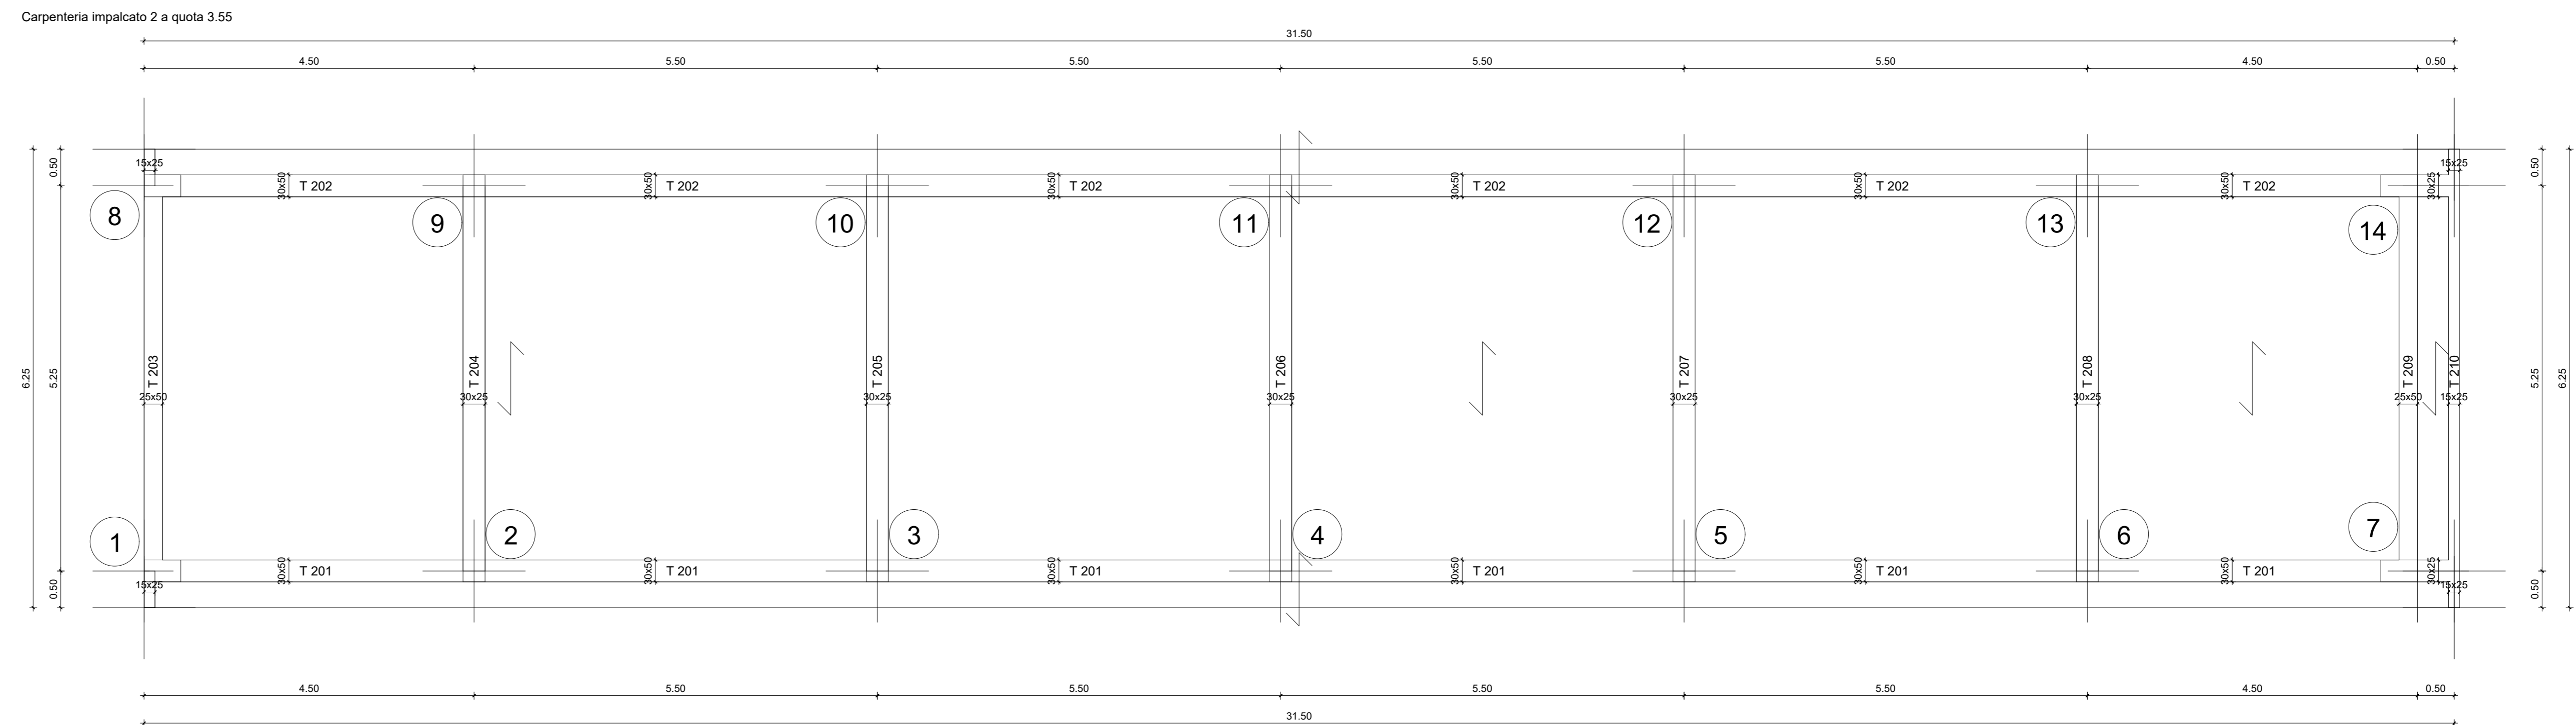 Carpenteria impalcato 2 a quota 3.55
31.50
4.50 5.50 5.50 5.50 5.50 4.50 0.50
15x25 15x25
0.50 0.50
30x50 T 202 30x50 T 202 30x50 T 202 30x50 T 202 30x50 T 202 30x50 T 202 30x25
8 9 10 11 12 13 14
6.25 5.25 T 203 T 204 T 205 T 206 T 207 T 208 T 209 T 210 5.25 6.25
25x50 30x25 30x25 30x25 30x25 30x25 25x50 15x25
1 2 3 4 5 6 7
30x50 T 201 30x50 T 201 30x50 T 201 30x50 T 201 30x50 T 201 30x50 T 201 30x25
15x25 15x25
0.50 0.50
4.50 5.50 5.50 5.50 5.50 4.50 0.50
31.50